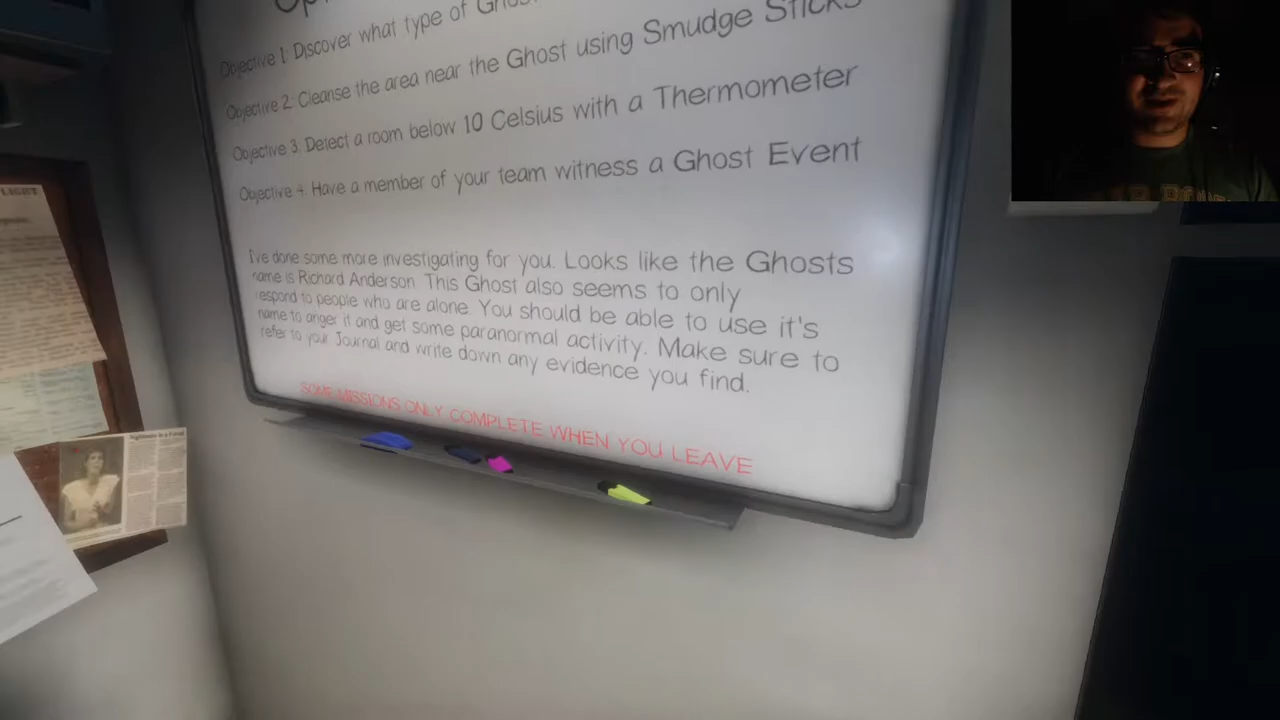 Objective 1: Discover what type of
Objective 2: Cleanse the area near the Ghost using Smudge Sticks
Objective 3: Detect a room below 10 Celsius with a Thermometer
Objective 4: Have a member of your team witness a Ghost Event
I've done some more investigating for you. Looks like the Ghosts
name is Richard Anderson. This Ghost also seems to only
respond to people who are alone. You should be able to use it's
name to anger it and get some paranormal activity. Make sure to
refer to your Journal and write down any evidence you find.
SOME MISSIONS ONLY COMPLETE WHEN YOU LEAVE